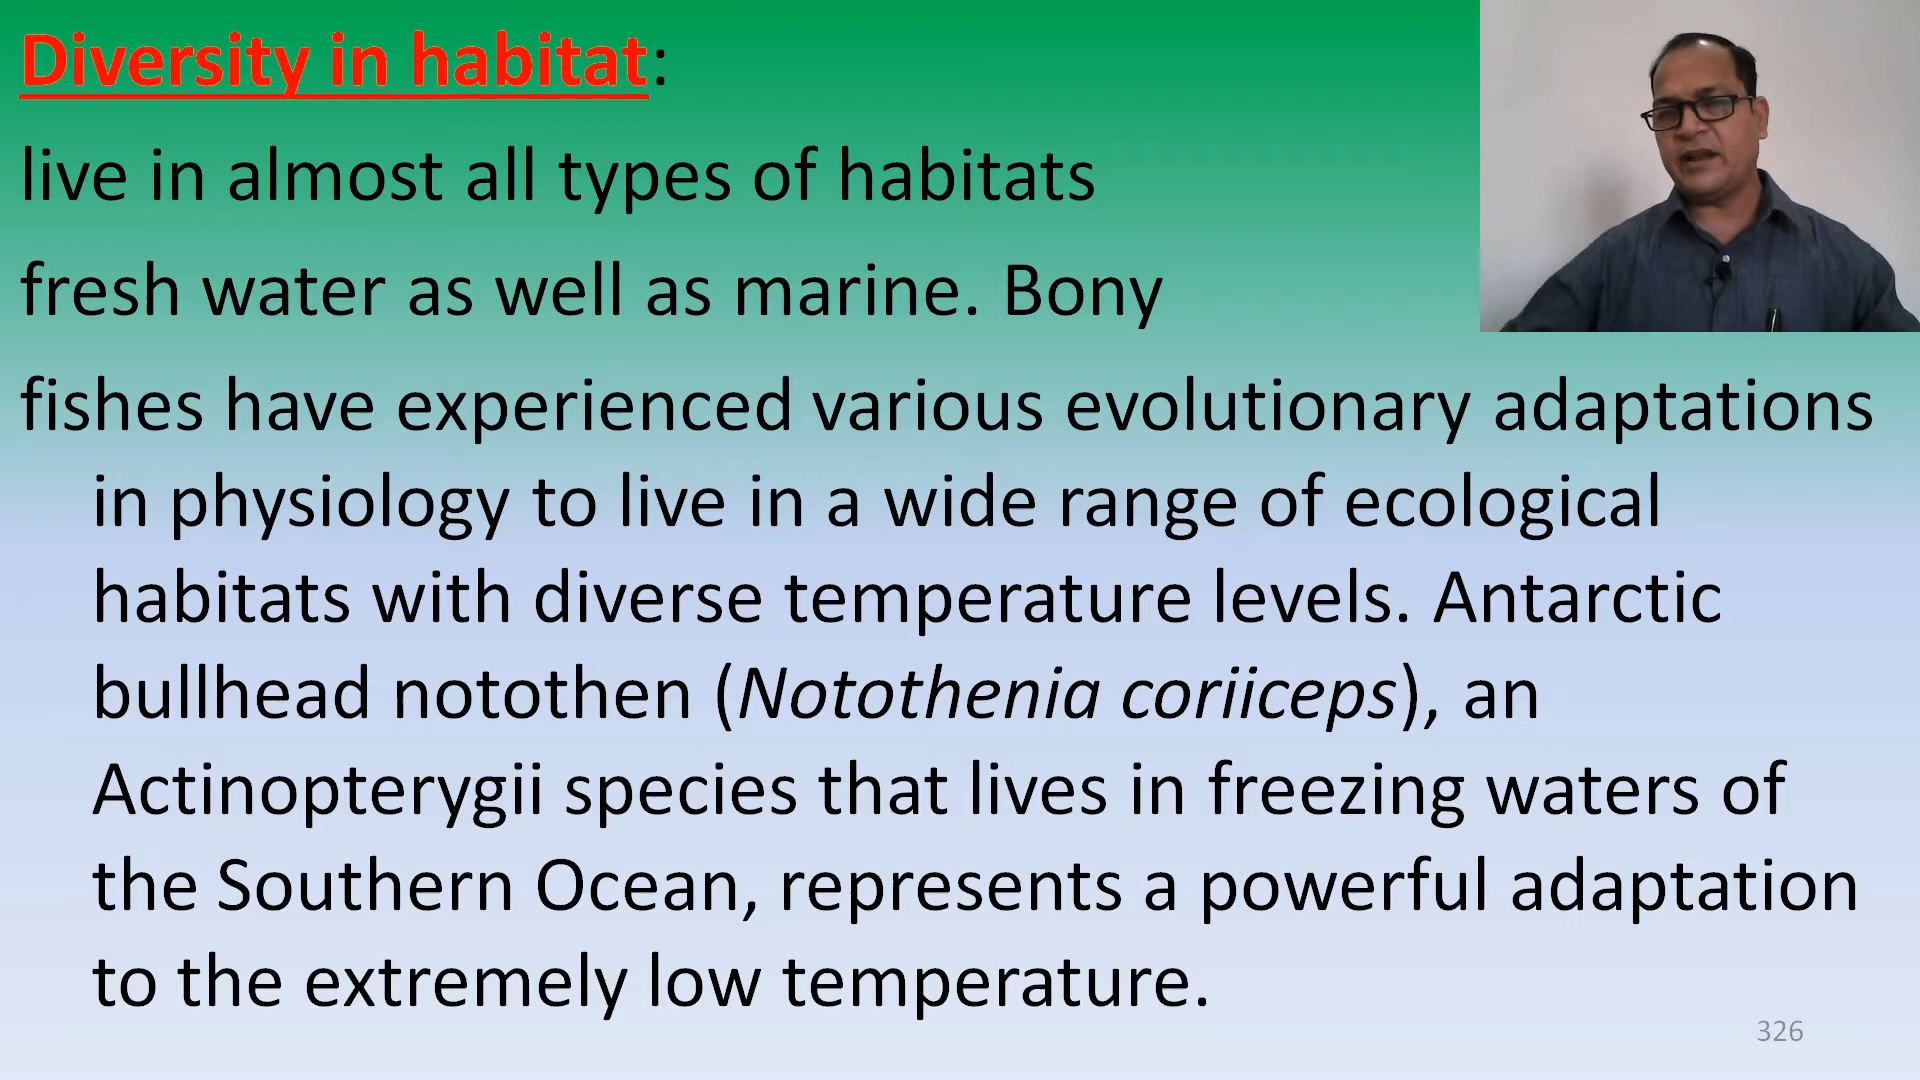 Diversity in habitat:
live in almost all types of habitats
fresh water as well as marine. Bony
fishes have experienced various evolutionary adaptations
in physiology to live in a wide range of ecological
habitats with diverse temperature levels. Antarctic
bullhead notothen (Notothenia coriiceps), an
Actinopterygii species that lives in freezing waters of
the Southern Ocean, represents a powerful adaptation
to the extremely low temperature.
326